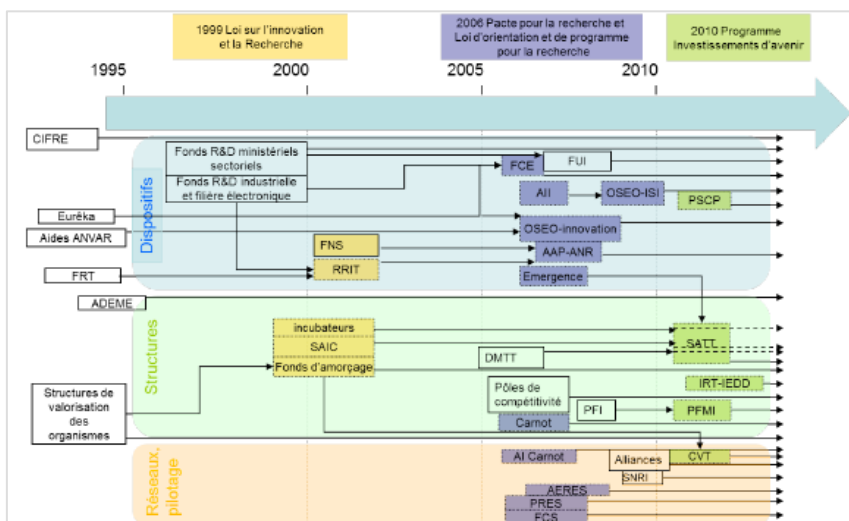 1999 Loi sur l'innovation
et la Recherche
2006 Pacte pour la recherche et
Loi d'orientation et de programme
pour la recherche
2010 Programme
Investissements d'avenir
1995
2000
2005
2010
CIFRE
Dispositifs
Fonds R&D ministériels
sectoriels
Fonds R&D industrielle
et filière électronique
FCE
FUI
AII
OSEO-ISI
PSCP
Eurêka
Aides ANVAR
OSEO-innovation
FNS
AAP-ANR
RRIT
FRT
Emergence
ADEME
Structures
incubateurs
SAIC
Fonds d'amorçage
SATT
DMTT
IRT-IEDD
Pôles de
compétitivité
PFI
PFMI
Carnot
Structures de
valorisation
des
organismes
Réseaux,
pilotage
AI Carnot
Alliances
CVT
SNRI
AERES
PRES
FCS